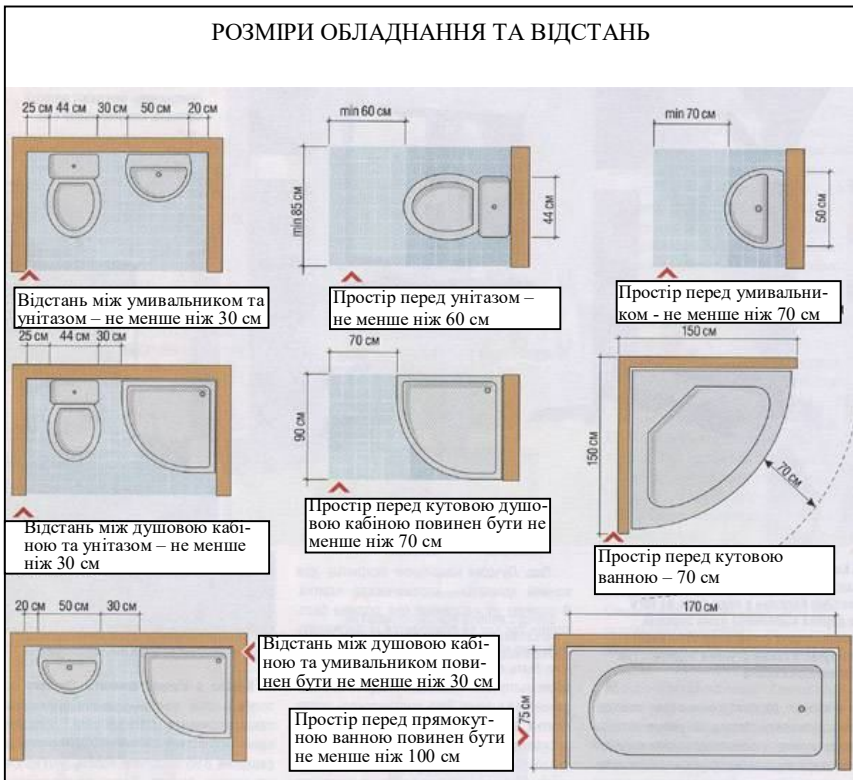 РОЗМІРИ ОБЛАДНАННЯ ТА ВІДСТАНЬ
25 см 44 см 30 см 50 см 20 см
Відстань між умивальником та
унітазом – не менше ніж 30 см
min 60 см
min 85 см
44 см
Простір перед унітазом –
не менше ніж 60 см
min 70 см
50 см
Простір перед умивальни-
ком - не менше ніж 70 см
25 см 44 см 30 см
Відстань між душовою кабі-
ною та унітазом – не менше
ніж 30 см
70 см
90 см
Простір перед кутовою душо-
вою кабіною повинен бути не
менше ніж 70 см
150 см
150 см
70 см
Простір перед кутовою
ванною – 70 см
20 см 50 см 30 см
Відстань між душовою кабі-
ною та умивальником пови-
нен бути не менше ніж 30 см
Простір перед прямокут-
ною ванною повинен бути
не менше ніж 100 см
170 см
75 см